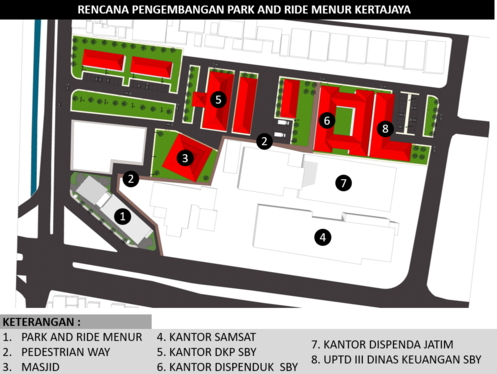 RENCANA PENGEMBANGAN PARK AND RIDE MENUR KERTAJAYA
5
6
8
2
3
7
2
1
4
KETERANGAN :
1. PARK AND RIDE MENUR
2. PEDESTRIAN WAY
3. MASJID
4. KANTOR SAMSAT
5. KANTOR DKP SBY
6. KANTOR DISPENDUK SBY
7. KANTOR DISPENDA JATIM
8. UPTD III DINAS KEUANGAN SBY